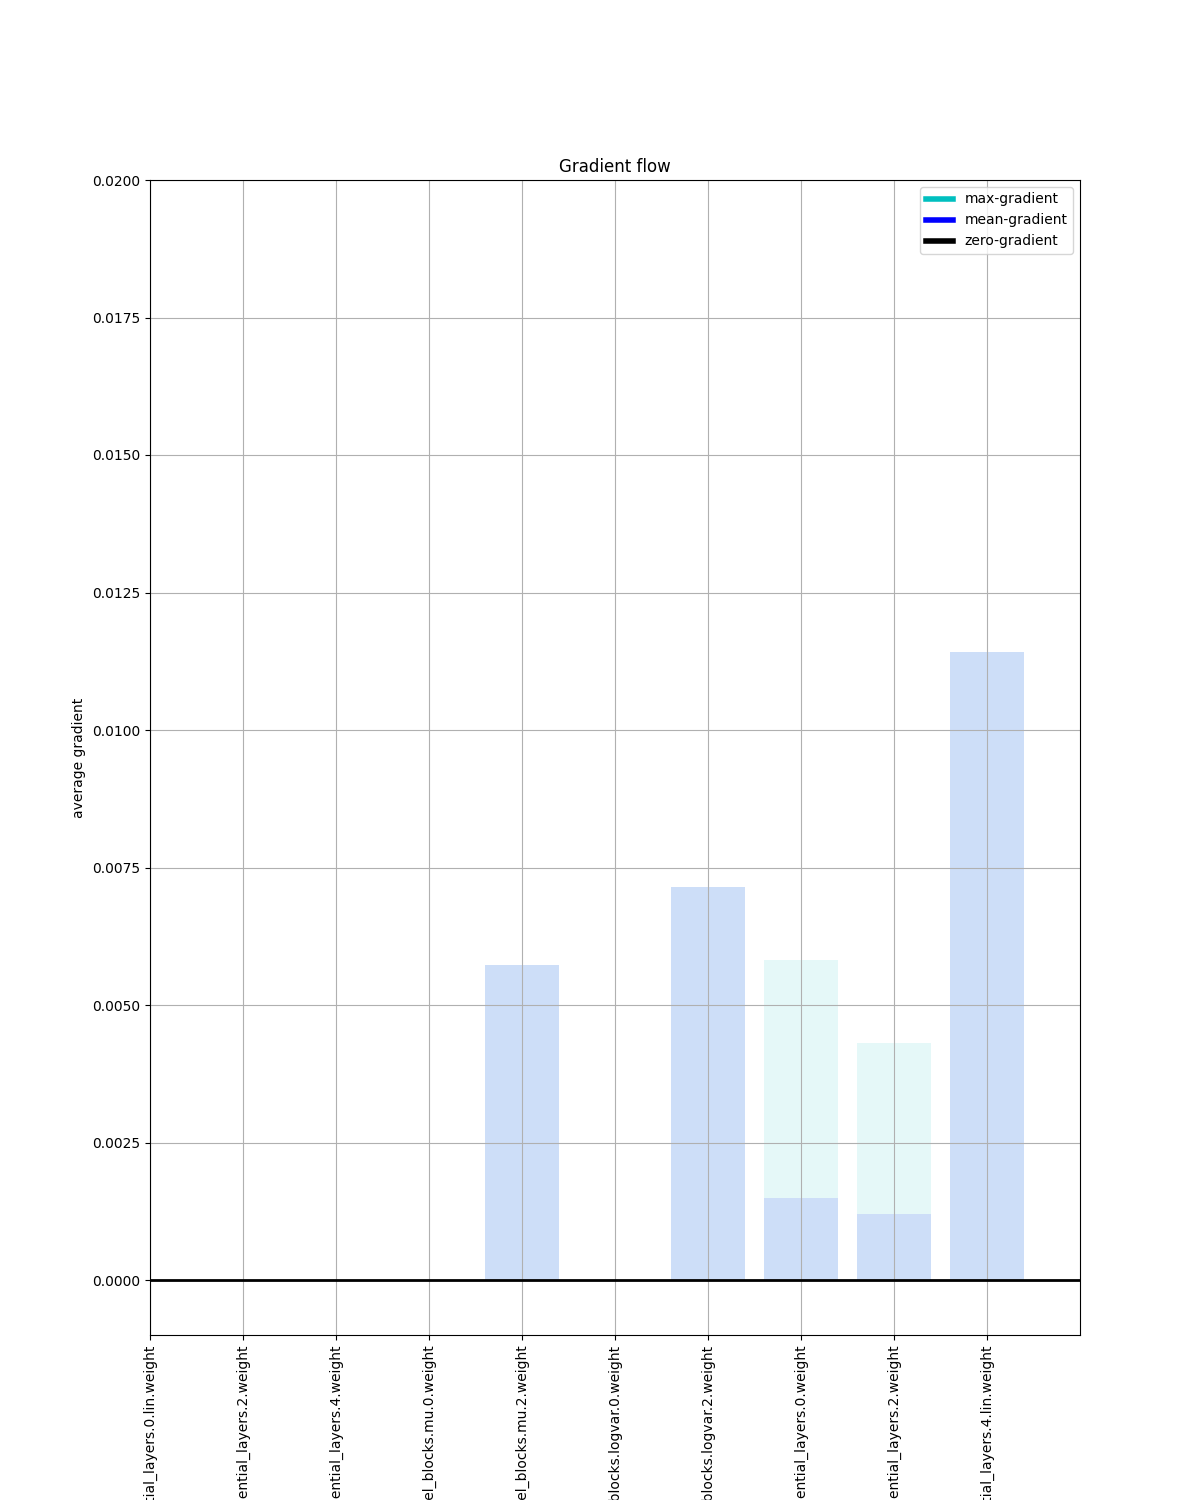 Gradient flow
max-gradient
mean-gradient
zero-gradient
0.0200
0.0175
0.0150
0.0125
0.0100
0.0075
0.0050
0.0025
0.0000
average gradient
tial_layers.0.lin.weight
ential_layers.2.weight
ential_layers.4.weight
el_blocks.mu.0.weight
el_blocks.mu.2.weight
blocks.logvar.0.weight
blocks.logvar.2.weight
ential_layers.0.weight
ential_layers.2.weight
tial_layers.4.lin.weight